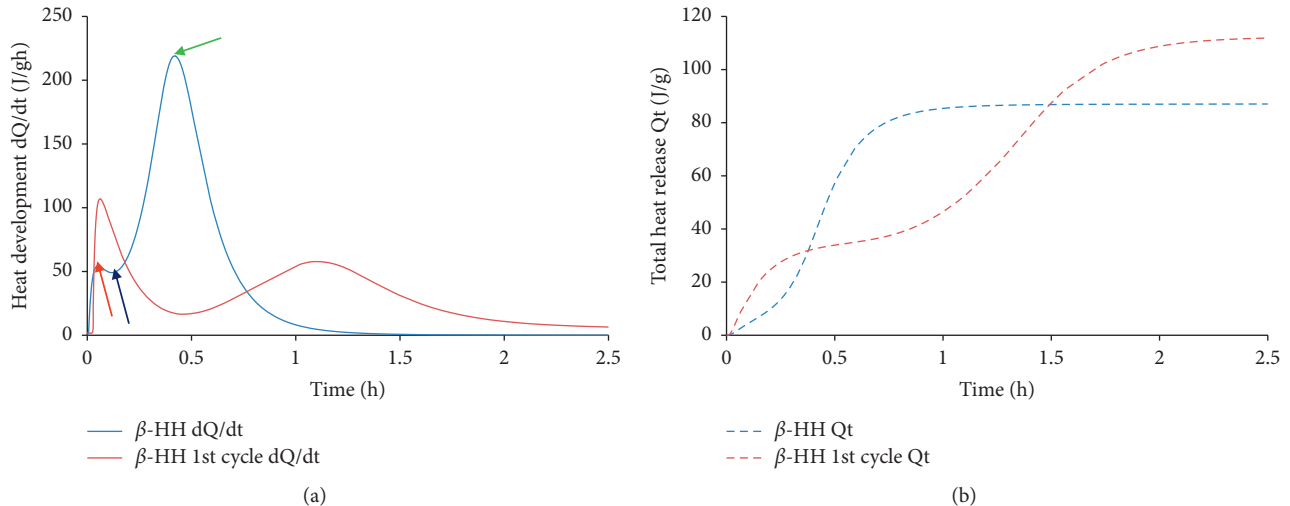 Heat development dQ/dt (J/gh)
250
200
150
100
50
0
0 0.5 1 1.5 2 2.5
Time (h)
β-HH dQ/dt
β-HH 1st cycle dQ/dt
(a)
Total heat release Qt (J/g)
120
100
80
60
40
20
0
0 0.5 1 1.5 2 2.5
Time (h)
β-HH Qt
β-HH 1st cycle Qt
(b)